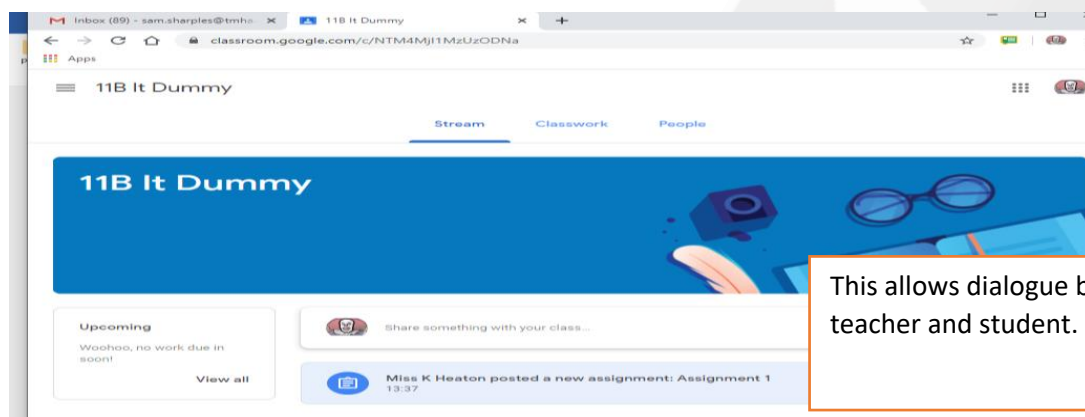 Inbox (89) - sam.sharples@tmha
11B It Dummy
classroom.google.com/c/NTM4MjI1MzUzODNa
Apps
11B It Dummy
Stream Classwork People
11B It Dummy
This allows dialogue b
teacher and student.
Upcoming
Woohoo, no work due in
soon!
View all
Share something with your class...
Miss K Heaton posted a new assignment: Assignment 1
13:37